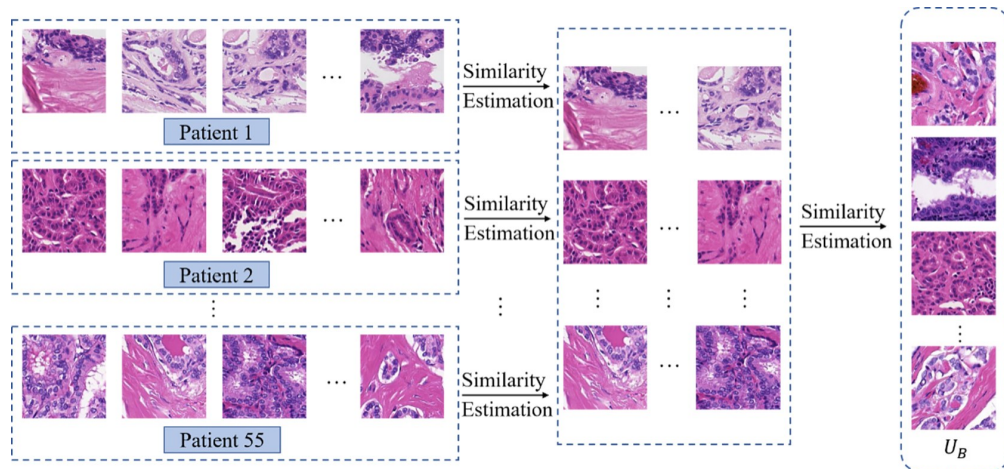 Patient 1
Similarity
Estimation
Patient 2
Similarity
Estimation
Patient 55
Similarity
Estimation
Similarity
Estimation
U_B